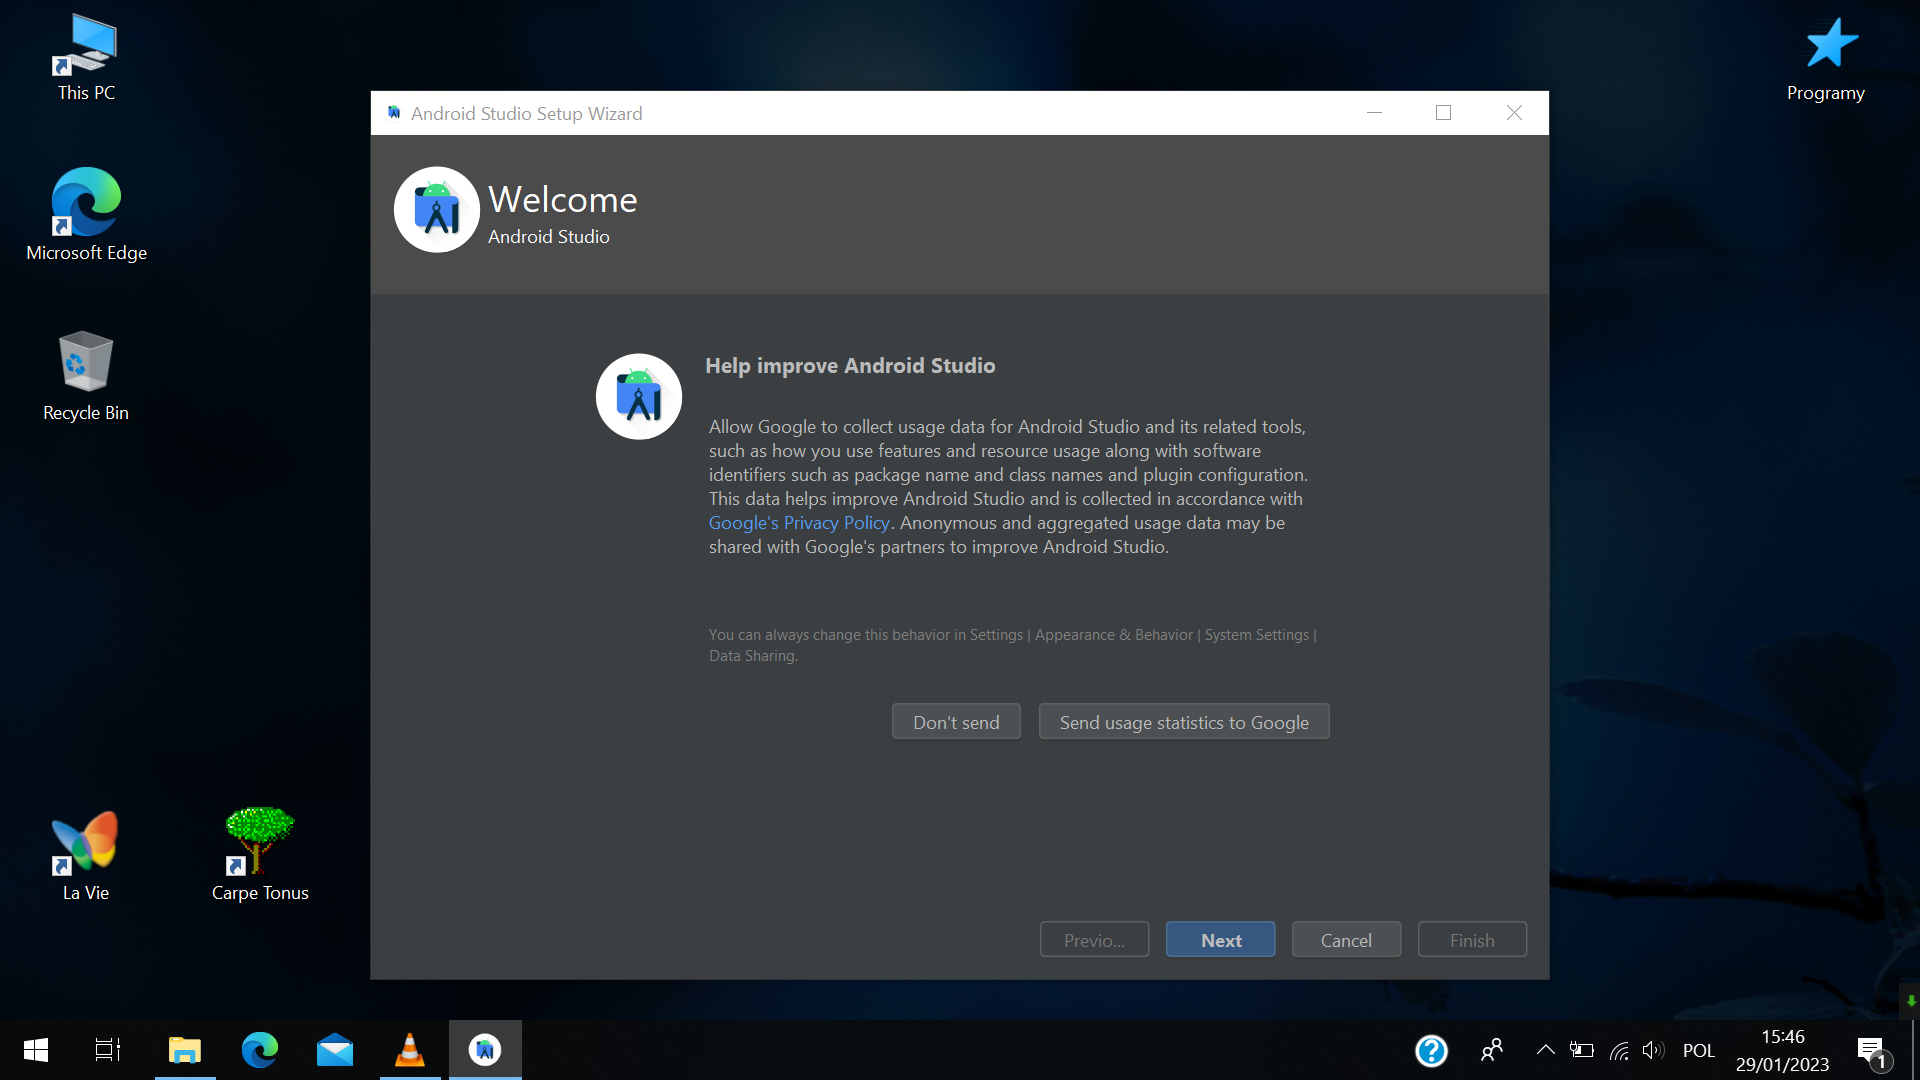 This PC
Programy
Android Studio Setup Wizard
Welcome
Android Studio
Microsoft Edge
Recycle Bin
Help improve Android Studio
Allow Google to collect usage data for Android Studio and its related tools,
such as how you use features and resource usage along with software
identifiers such as package name and class names and plugin configuration.
This data helps improve Android Studio and is collected in accordance with
Google's Privacy Policy. Anonymous and aggregated usage data may be
shared with Google's partners to improve Android Studio.
You can always change this behavior in Settings | Appearance & Behavior | System Settings |
Data Sharing.
Don't send
Send usage statistics to Google
La Vie
Carpe Tonus
Previo...
Next
Cancel
Finish
POL
15:46
29/01/2023
1